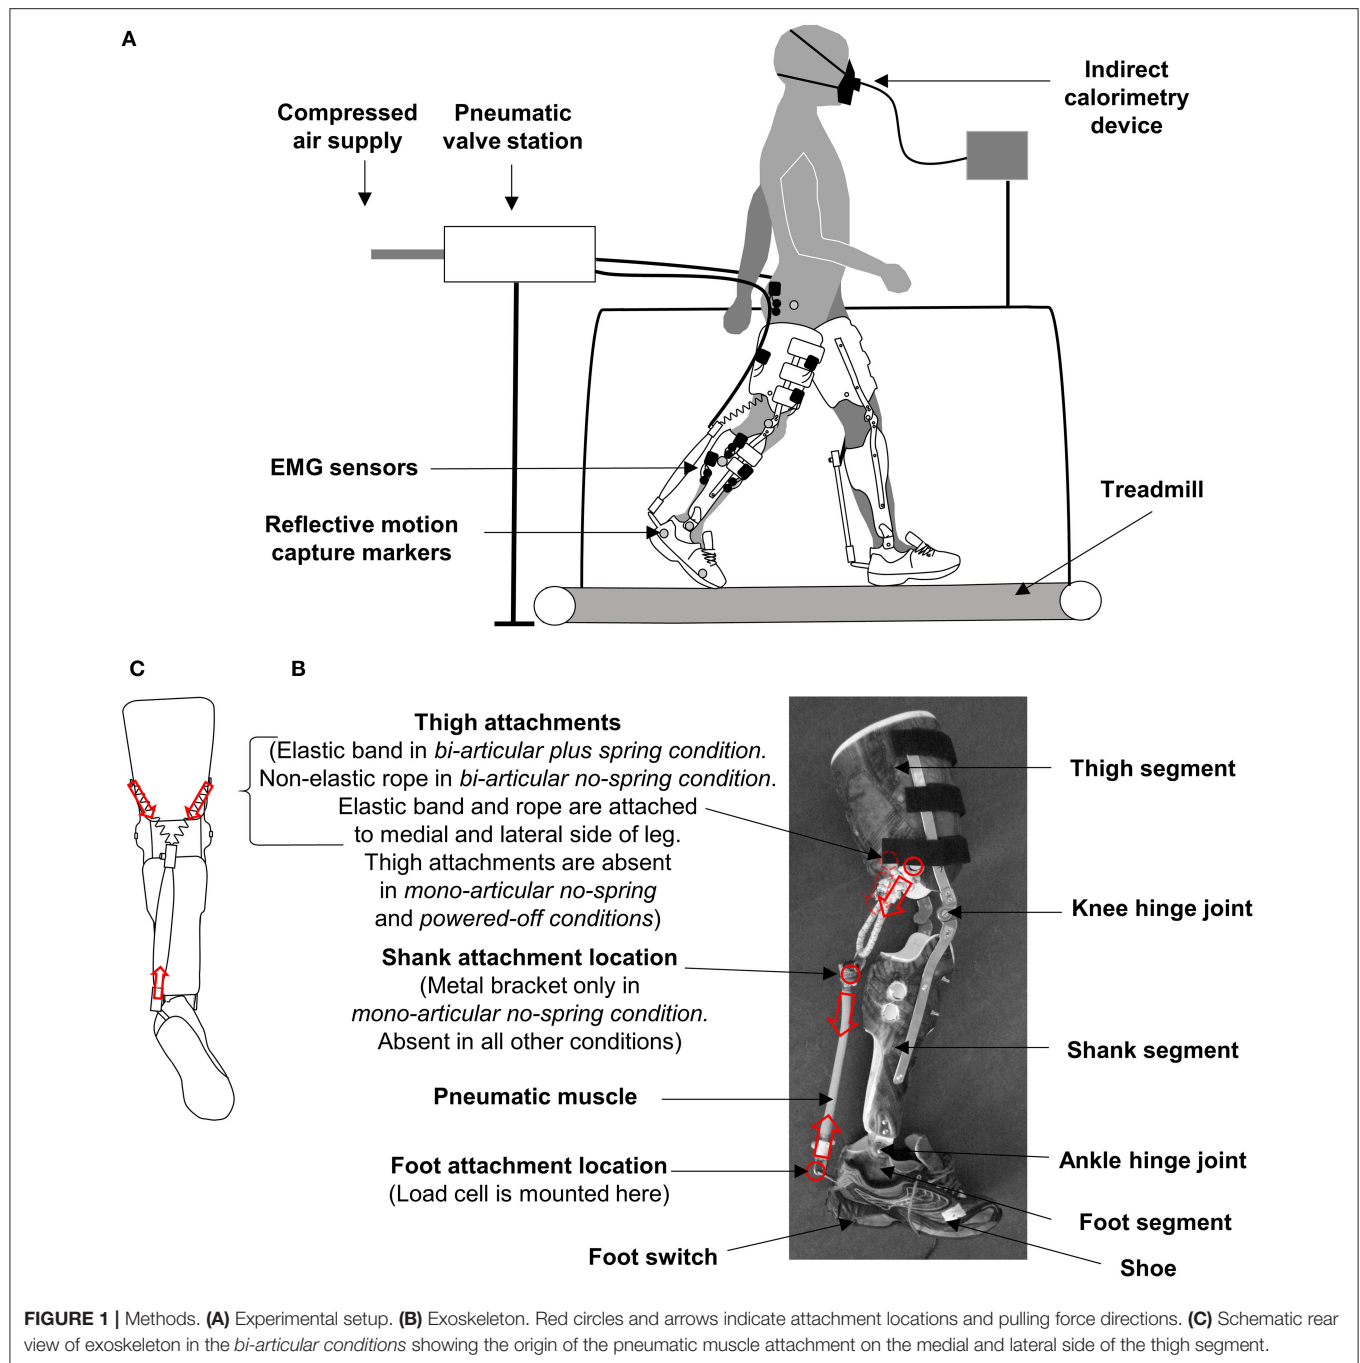 A
Compressed
air supply
Pneumatic
valve station
Indirect
calorimetry
device
EMG sensors
Reflective motion
capture markers
Treadmill
C
B
Thigh attachments
(Elastic band in bi-articular plus spring condition.
Non-elastic rope in bi-articular no-spring condition.
Elastic band and rope are attached
to medial and lateral side of leg.
Thigh attachments are absent
in mono-articular no-spring
and powered-off conditions)
Shank attachment location
(Metal bracket only in
mono-articular no-spring condition.
Absent in all other conditions)
Pneumatic muscle
Foot attachment location
(Load cell is mounted here)
Foot switch
Thigh segment
Knee hinge joint
Shank segment
Ankle hinge joint
Foot segment
Shoe
FIGURE 1 | Methods. (A) Experimental setup. (B) Exoskeleton. Red circles and arrows indicate attachment locations and pulling force directions. (C) Schematic rear
view of exoskeleton in the bi-articular conditions showing the origin of the pneumatic muscle attachment on the medial and lateral side of the thigh segment.